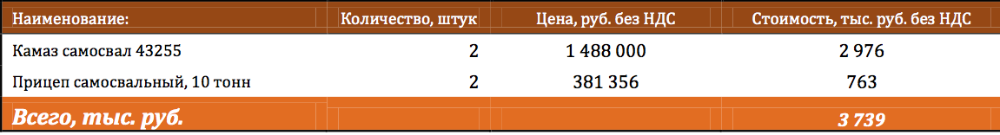 Наименование: Количество, штук Цена, руб. без НДС Стоимость, тыс. руб. без НДС
Камаз самосвал 43255 2 1 488 000 2 976
Прицеп самосвальный, 10 тонн 2 381 356 763
Всего, тыс. руб. 3 739